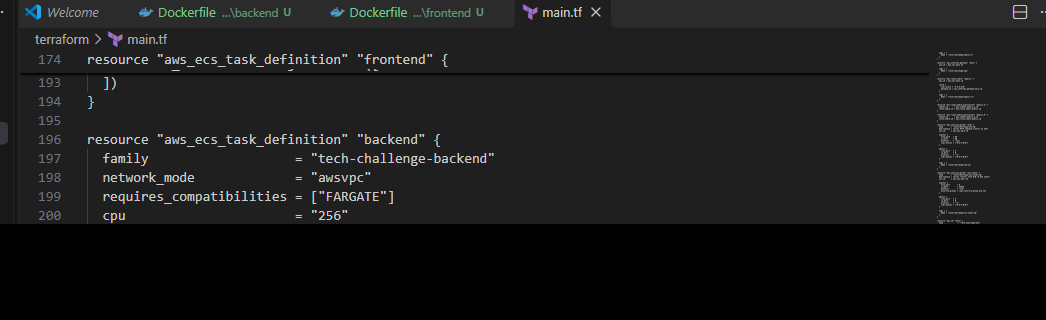 Welcome
Dockerfile ...\backend U
Dockerfile ...\frontend U
main.tf
terraform > main.tf
174 resource "aws_ecs_task_definition" "frontend" {
193 ])
194 }
195
196 resource "aws_ecs_task_definition" "backend" {
197 family = "tech-challenge-backend"
198 network_mode = "awsvpc"
199 requires_compatibilities = ["FARGATE"]
200 cpu = "256"